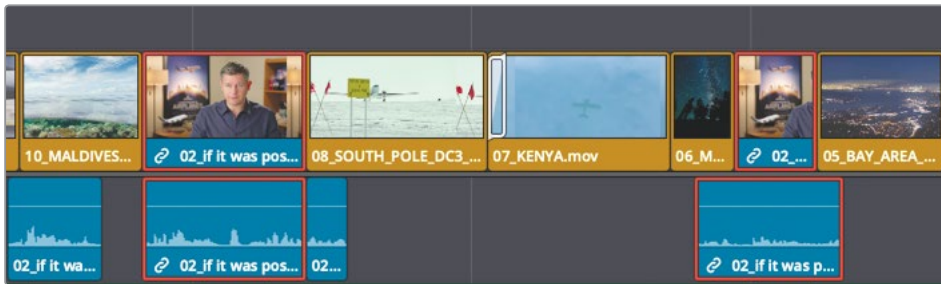 10_MALDIVES...
02_if it was pos...
08_SOUTH_POLE_DC3_...
07_KENYA.mov
06_M...
02_...
05_BAY_AREA_...
02_if it wa...
02_if it was pos...
02...
02_if it was p...